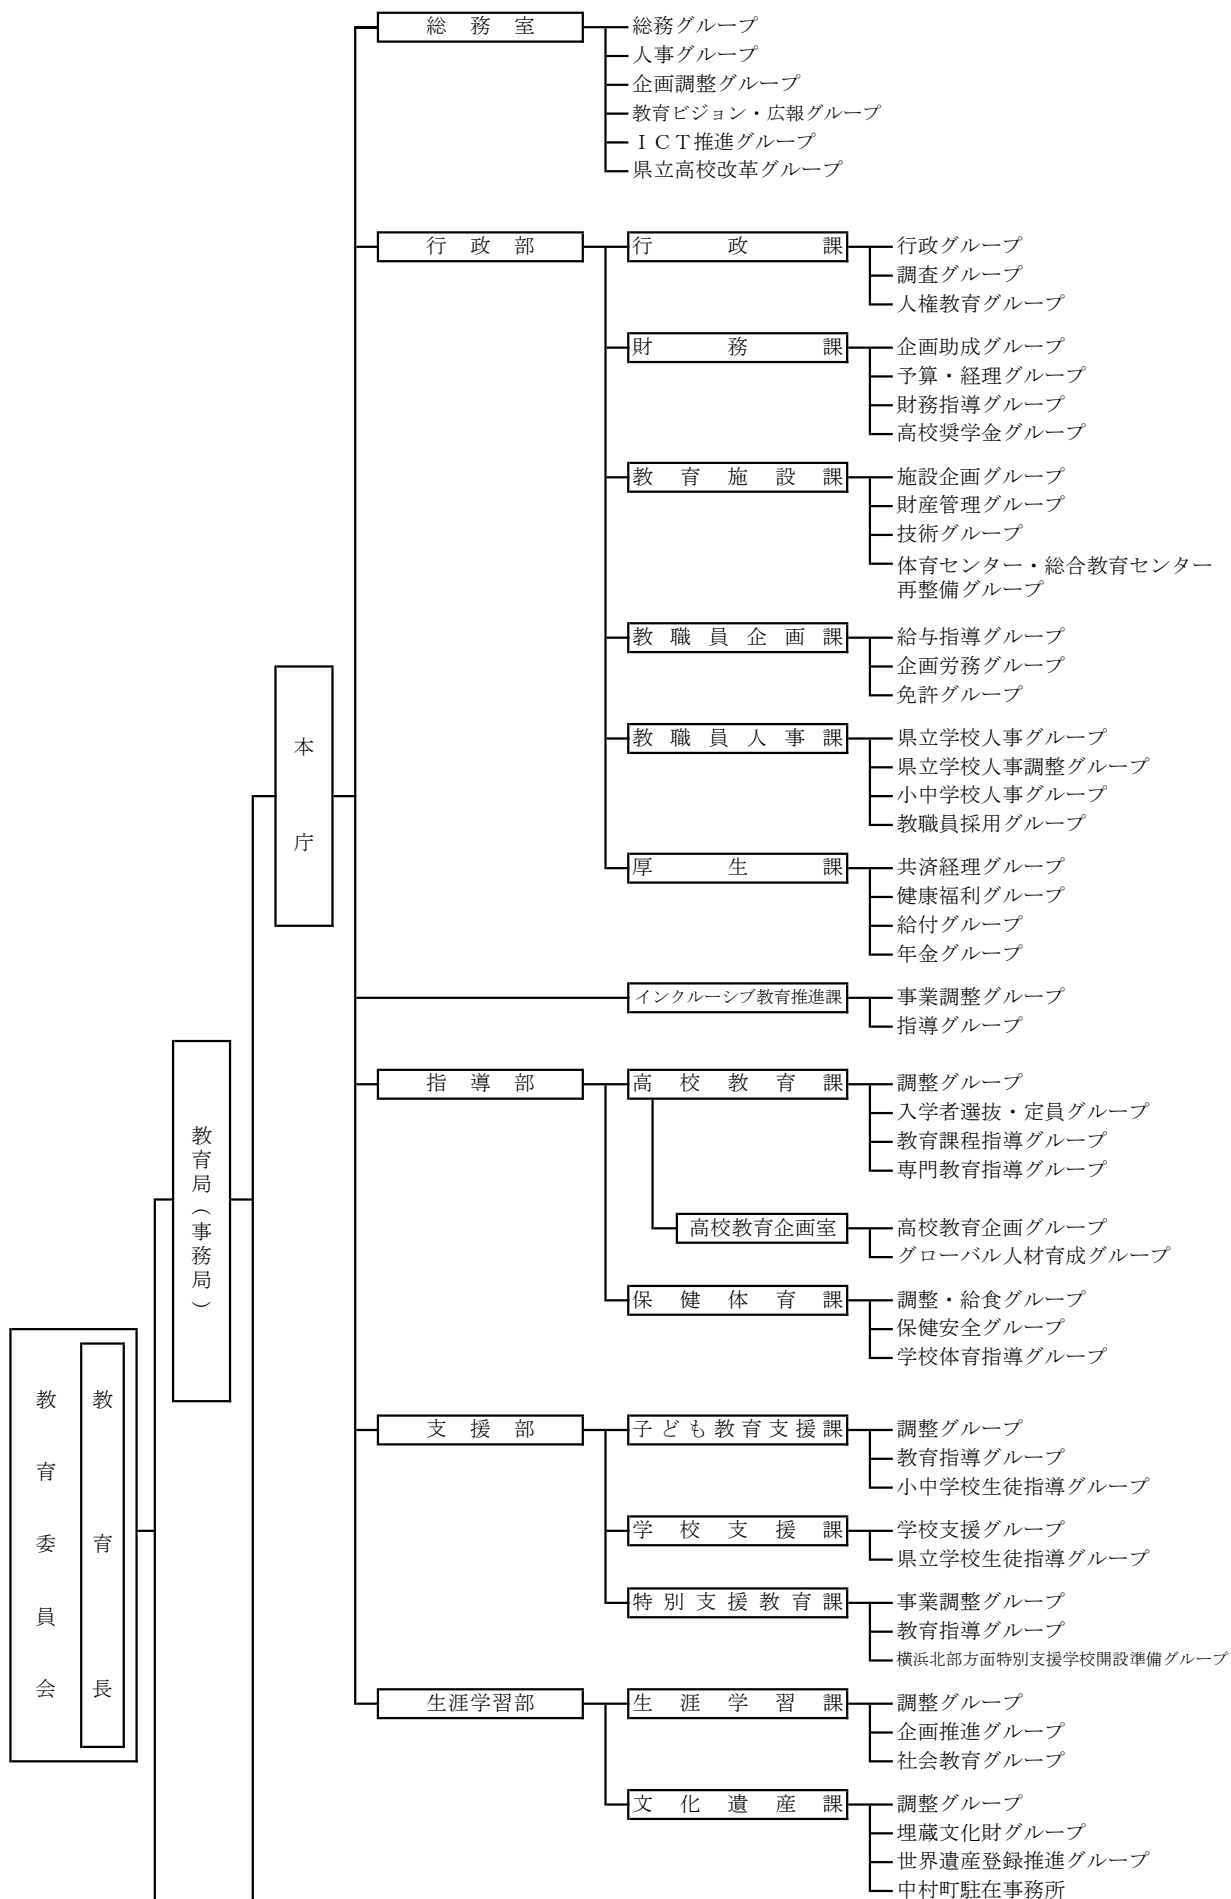 教育委員会
教育長
教育局（事務局）
本庁
総務室
総務グループ
人事グループ
企画調整グループ
教育ビジョン・広報グループ
ＩＣＴ推進グループ
県立高校改革グループ
行政部
行政課
行政グループ
調査グループ
人権教育グループ
財務課
企画助成グループ
予算・経理グループ
財務指導グループ
高校奨学金グループ
教育施設課
施設企画グループ
財産管理グループ
技術グループ
体育センター・総合教育センター
再整備グループ
教職員企画課
給与指導グループ
企画労務グループ
免許グループ
教職員人事課
県立学校人事グループ
県立学校人事調整グループ
小中学校人事グループ
教職員採用グループ
厚生課
共済経理グループ
健康福利グループ
給付グループ
年金グループ
インクルーシブ教育推進課
事業調整グループ
指導グループ
指導部
高校教育課
調整グループ
入学者選抜・定員グループ
教育課程指導グループ
専門教育指導グループ
高校教育企画室
高校教育企画グループ
グローバル人材育成グループ
保健体育課
調整・給食グループ
保健安全グループ
学校体育指導グループ
支援部
子ども教育支援課
調整グループ
教育指導グループ
小中学校生徒指導グループ
学校支援課
学校支援グループ
県立学校生徒指導グループ
特別支援教育課
事業調整グループ
教育指導グループ
横浜北部方面特別支援学校開設準備グループ
生涯学習部
生涯学習課
調整グループ
企画推進グループ
社会教育グループ
文化遺産課
調整グループ
埋蔵文化財グループ
世界遺産登録推進グループ
中村町駐在事務所